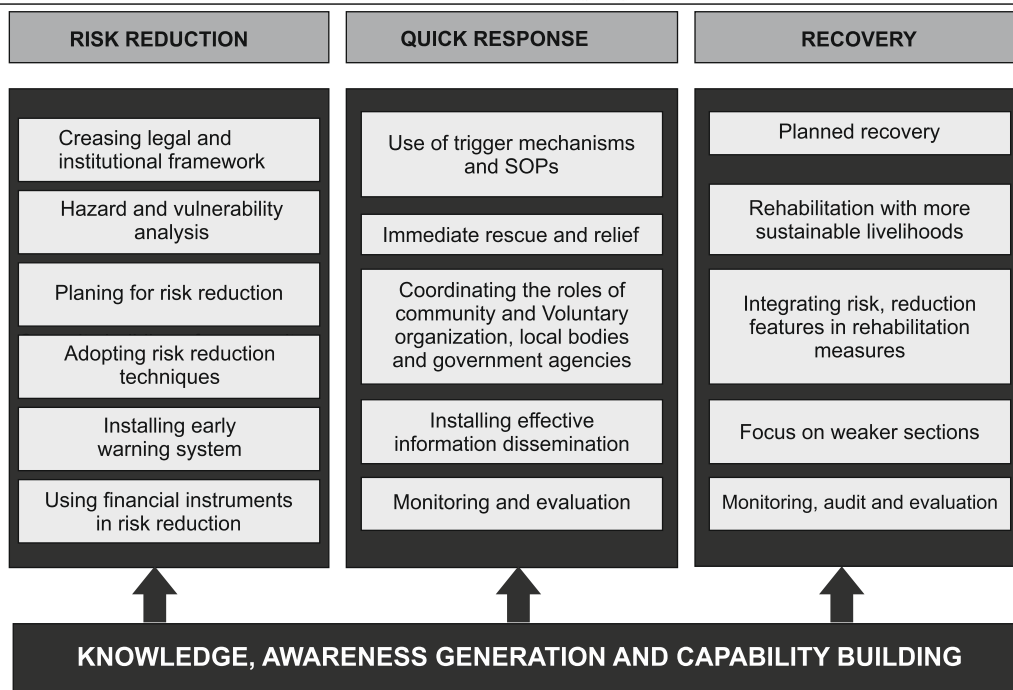 RISK REDUCTION
Creasing legal and
institutional framework
Hazard and vulnerability
analysis
Planing for risk reduction
Adopting risk reduction
techniques
Installing early
warning system
Using financial instruments
in risk reduction
QUICK RESPONSE
Use of trigger mechanisms
and SOPs
Immediate rescue and relief
Coordinating the roles of
community and Voluntary
organization, local bodies
and government agencies
Installing effective
information dissemination
Monitoring and evaluation
RECOVERY
Planned recovery
Rehabilitation with more
sustainable livelihoods
Integrating risk, reduction
features in rehabilitation
measures
Focus on weaker sections
Monitoring, audit and evaluation
KNOWLEDGE, AWARENESS GENERATION AND CAPABILITY BUILDING